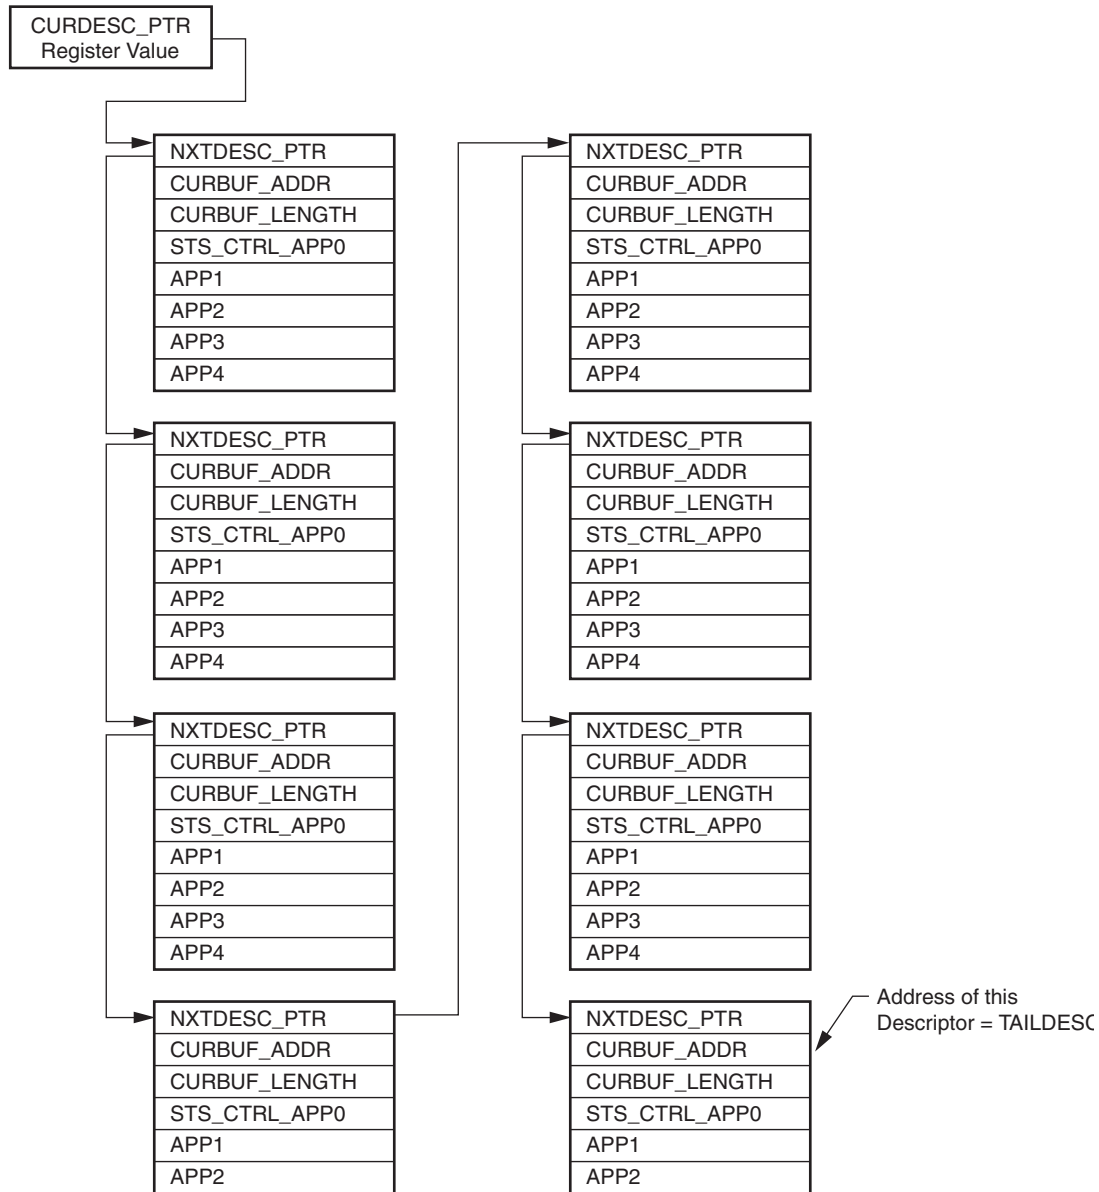 CURDESC_PTR
Register Value
NXTDESC_PTR
CURBUF_ADDR
CURBUF_LENGTH
STS_CTRL_APP0
APP1
APP2
APP3
APP4
NXTDESC_PTR
CURBUF_ADDR
CURBUF_LENGTH
STS_CTRL_APP0
APP1
APP2
APP3
APP4
NXTDESC_PTR
CURBUF_ADDR
CURBUF_LENGTH
STS_CTRL_APP0
APP1
APP2
APP3
APP4
NXTDESC_PTR
CURBUF_ADDR
CURBUF_LENGTH
STS_CTRL_APP0
APP1
APP2
NXTDESC_PTR
CURBUF_ADDR
CURBUF_LENGTH
STS_CTRL_APP0
APP1
APP2
APP3
APP4
NXTDESC_PTR
CURBUF_ADDR
CURBUF_LENGTH
STS_CTRL_APP0
APP1
APP2
APP3
APP4
NXTDESC_PTR
CURBUF_ADDR
CURBUF_LENGTH
STS_CTRL_APP0
APP1
APP2
APP3
APP4
NXTDESC_PTR
CURBUF_ADDR
CURBUF_LENGTH
STS_CTRL_APP0
APP1
APP2
Address of this
Descriptor = TAILDESC